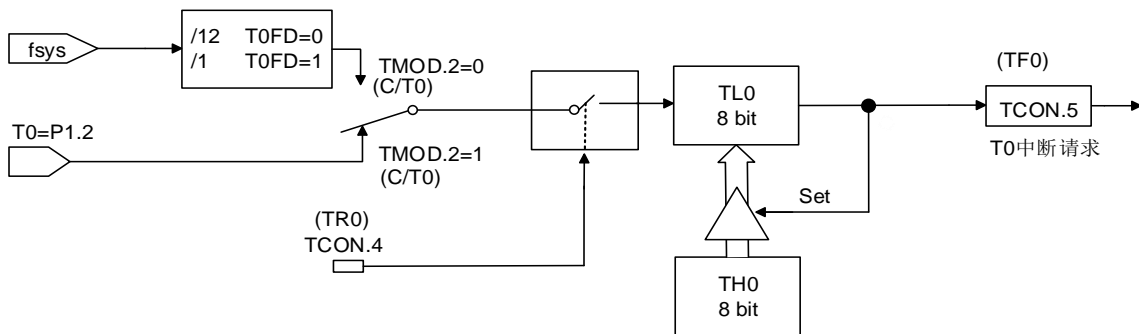 fsys
/12 T0FD=0
/1 T0FD=1
TMOD.2=0
(C/T0)
T0=P1.2
TMOD.2=1
(C/T0)
(TR0)
TCON.4
TL0
8 bit
Set
TH0
8 bit
(TF0)
TCON.5
T0中断请求